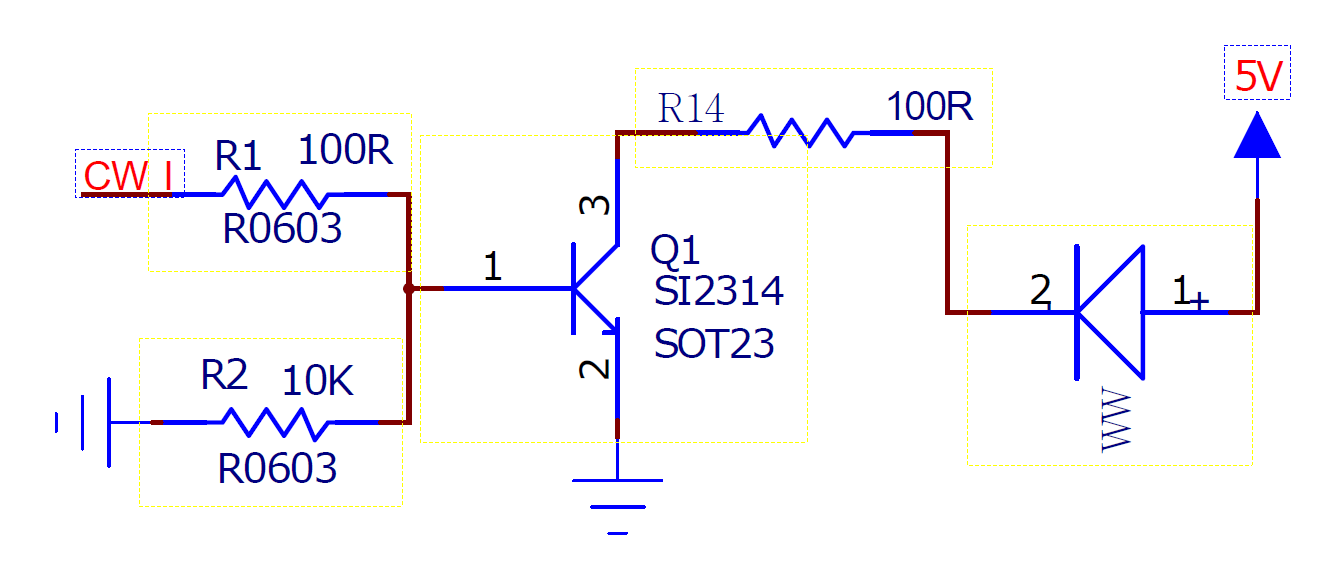 5V
R14
100R
R1
100R
CW I
R0603
3
1
Q1
SI2314
SOT23
2
1
+
2
R2
10K
R0603
WW